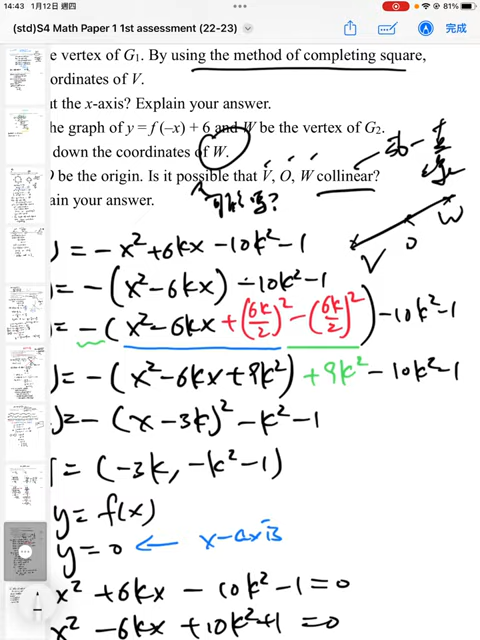 14:43 1月12日 週四
81%
(std)S4 Math Paper 1 1st assessment (22-23)
完成
e vertex of G₁. By using the method of completing square,
ordinates of V.
t the x-axis? Explain your answer.
he graph of y = f(–x) + 6 and W be the vertex of G₂.
down the coordinates of W.
be the origin. Is it possible that V, O, W collinear?
ain your answer.
可能嗎?
V
O
W
) = -x²+6kx-10k²-1
= -(x²-6kx) -10k²-1
= -(x²-6kx+(6k/2)²-(6k/2)²)-10k²-1
)= -(x²-6kx+9k²) +9k²-10k²-1
)= -(x-3k)²-k²-1
= (-3k, -k²-1)
y=f(x)
y=0 ← x-axis
x²+6kx-10k²-1=0
x²-6kx+10k²+1=0